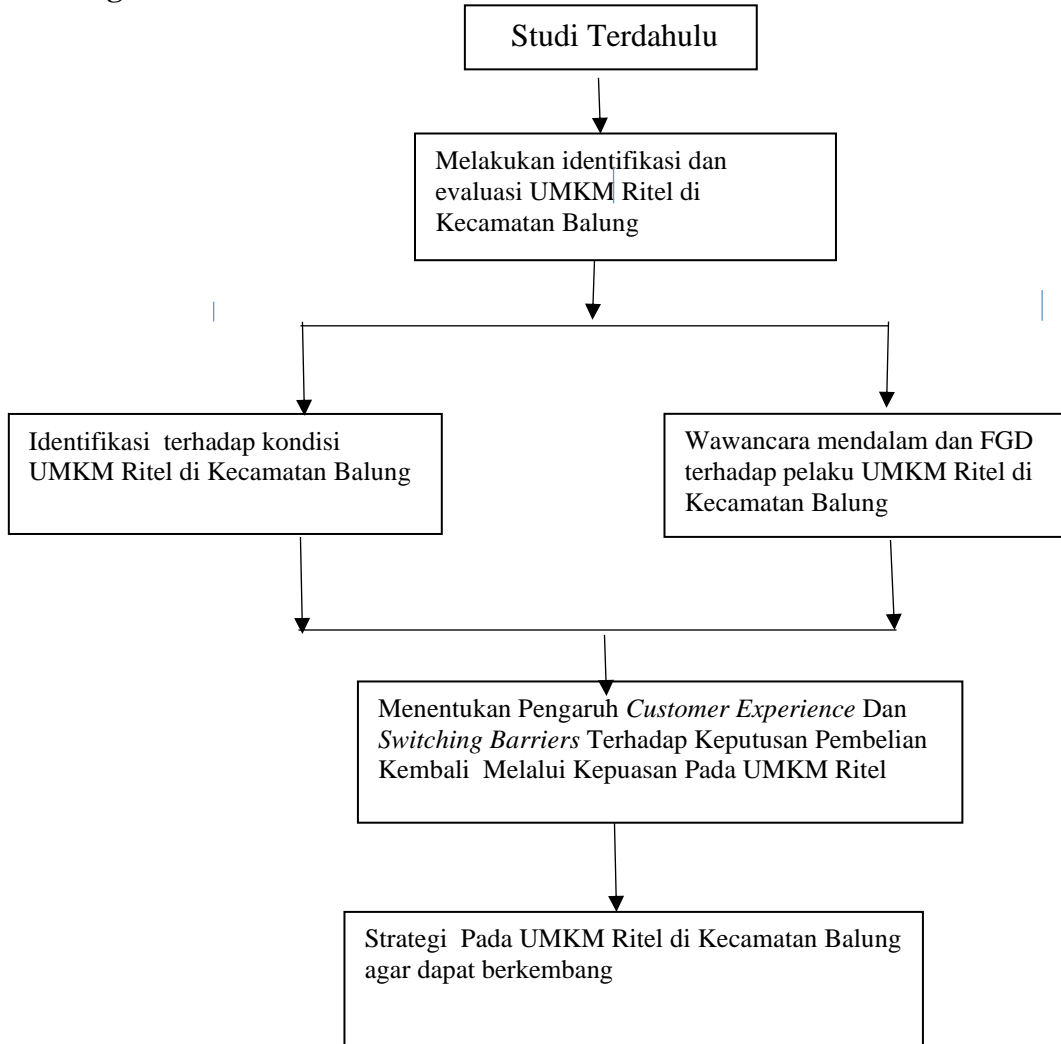 Studi Terdahulu
Melakukan identifikasi dan
evaluasi UMKM Ritel di
Kecamatan Balung
Identifikasi terhadap kondisi
UMKM Ritel di Kecamatan Balung
Wawancara mendalam dan FGD
terhadap pelaku UMKM Ritel di
Kecamatan Balung
Menentukan Pengaruh Customer Experience Dan
Switching Barriers Terhadap Keputusan Pembelian
Kembali Melalui Kepuasan Pada UMKM Ritel
Strategi Pada UMKM Ritel di Kecamatan Balung
agar dapat berkembang